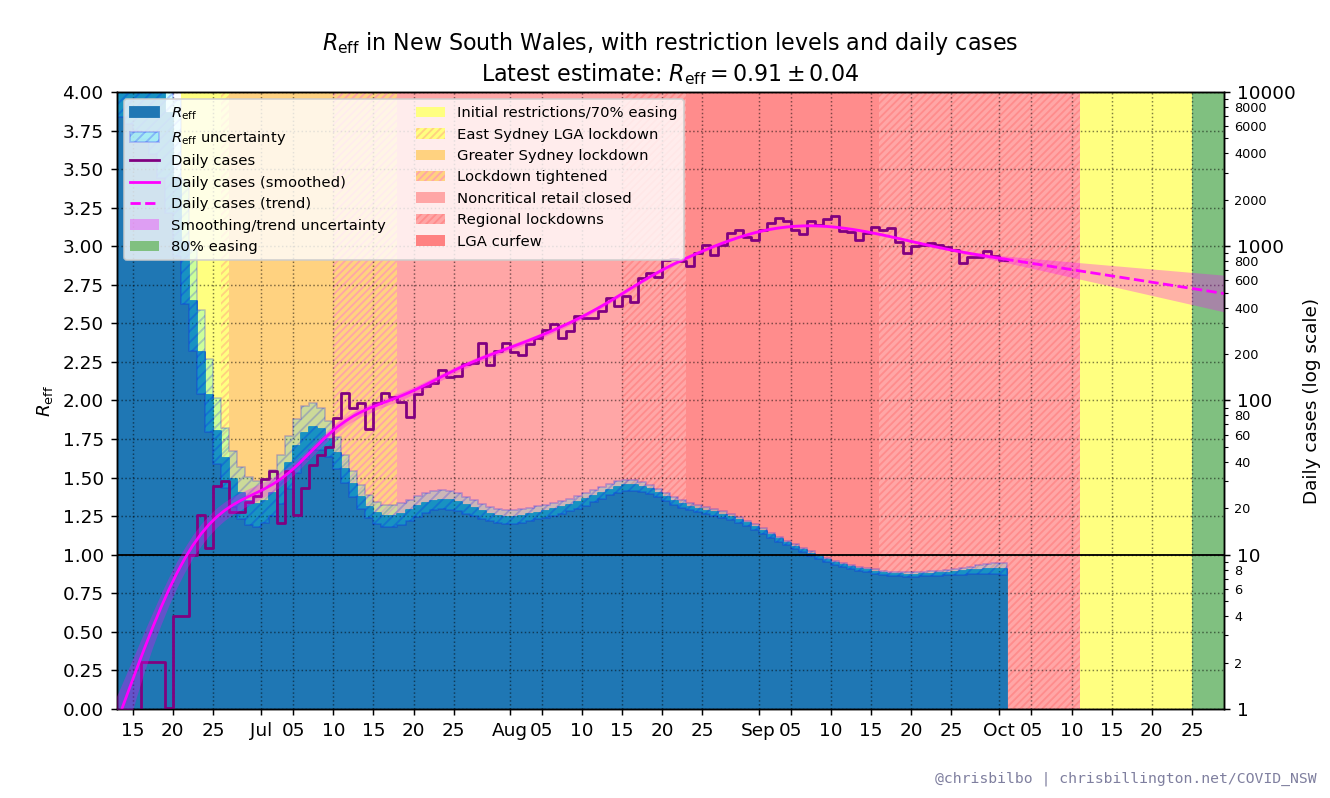 R_eff in New South Wales, with restriction levels and daily cases
Latest estimate: R_eff = 0.91 ± 0.04
R_eff
R_eff uncertainty
Daily cases
Daily cases (smoothed)
Daily cases (trend)
Smoothing/trend uncertainty
80% easing
Initial restrictions/70% easing
East Sydney LGA lockdown
Greater Sydney lockdown
Lockdown tightened
Noncritical retail closed
Regional lockdowns
LGA curfew
R_eff
4.00
3.75
3.50
3.25
3.00
2.75
2.50
2.25
2.00
1.75
1.50
1.25
1.00
0.75
0.50
0.25
0.00
10000
8000
6000
4000
2000
1000
800
600
400
200
100
80
60
40
20
10
8
6
4
2
1
Daily cases (log scale)
15 20 25 Jul 05 10 15 20 25 Aug 05 10 15 20 25 Sep 05 10 15 20 25 Oct 05 10 15 20 25
@chrisbilbo | chrisbillington.net/COVID_NSW